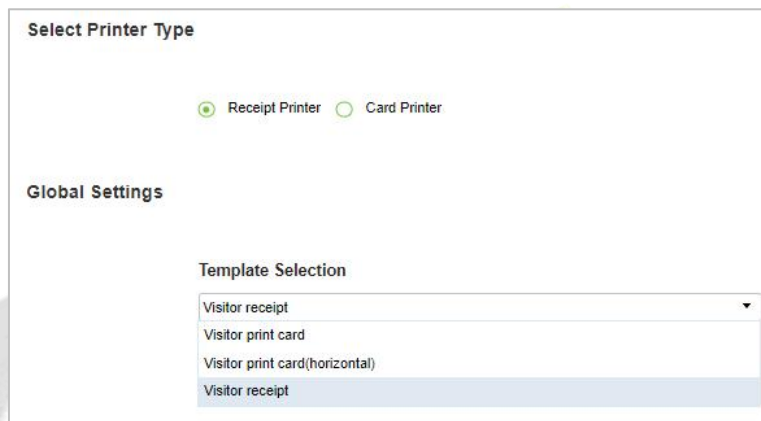 Select Printer Type
Receipt Printer Card Printer
Global Settings
Template Selection
Visitor receipt
Visitor print card
Visitor print card(horizontal)
Visitor receipt